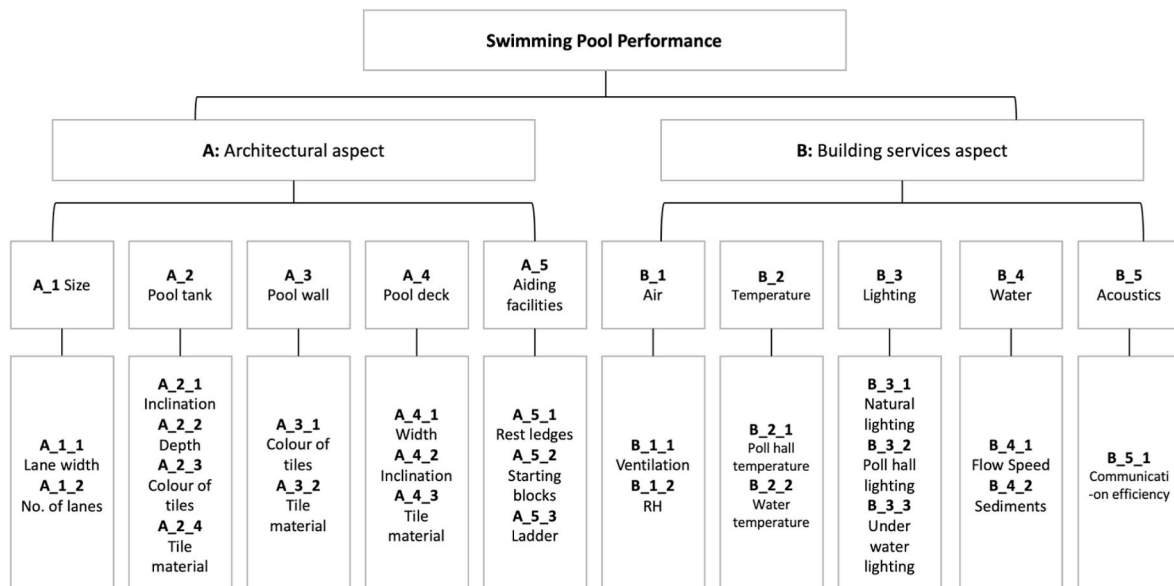 Swimming Pool Performance
A: Architectural aspect
B: Building services aspect
A_1 Size
A_2
Pool tank
A_3
Pool wall
A_4
Pool deck
A_5
Aiding
facilities
B_1
Air
B_2
Temperature
B_3
Lighting
B_4
Water
B_5
Acoustics
A_1_1
Lane width
A_1_2
No. of lanes
A_2_1
Inclination
A_2_2
Depth
A_2_3
Colour of
tiles
A_2_4
Tile
material
A_3_1
Colour of
tiles
A_3_2
Tile
material
A_4_1
Width
A_4_2
Inclination
A_4_3
Tile
material
A_5_1
Rest ledges
A_5_2
Starting
blocks
A_5_3
Ladder
B_1_1
Ventilation
B_1_2
RH
B_2_1
Poll hall
temperature
B_2_2
Water
temperature
B_3_1
Natural
lighting
B_3_2
Poll hall
lighting
B_3_3
Under
water
lighting
B_4_1
Flow Speed
B_4_2
Sediments
B_5_1
Communicati
-on efficiency